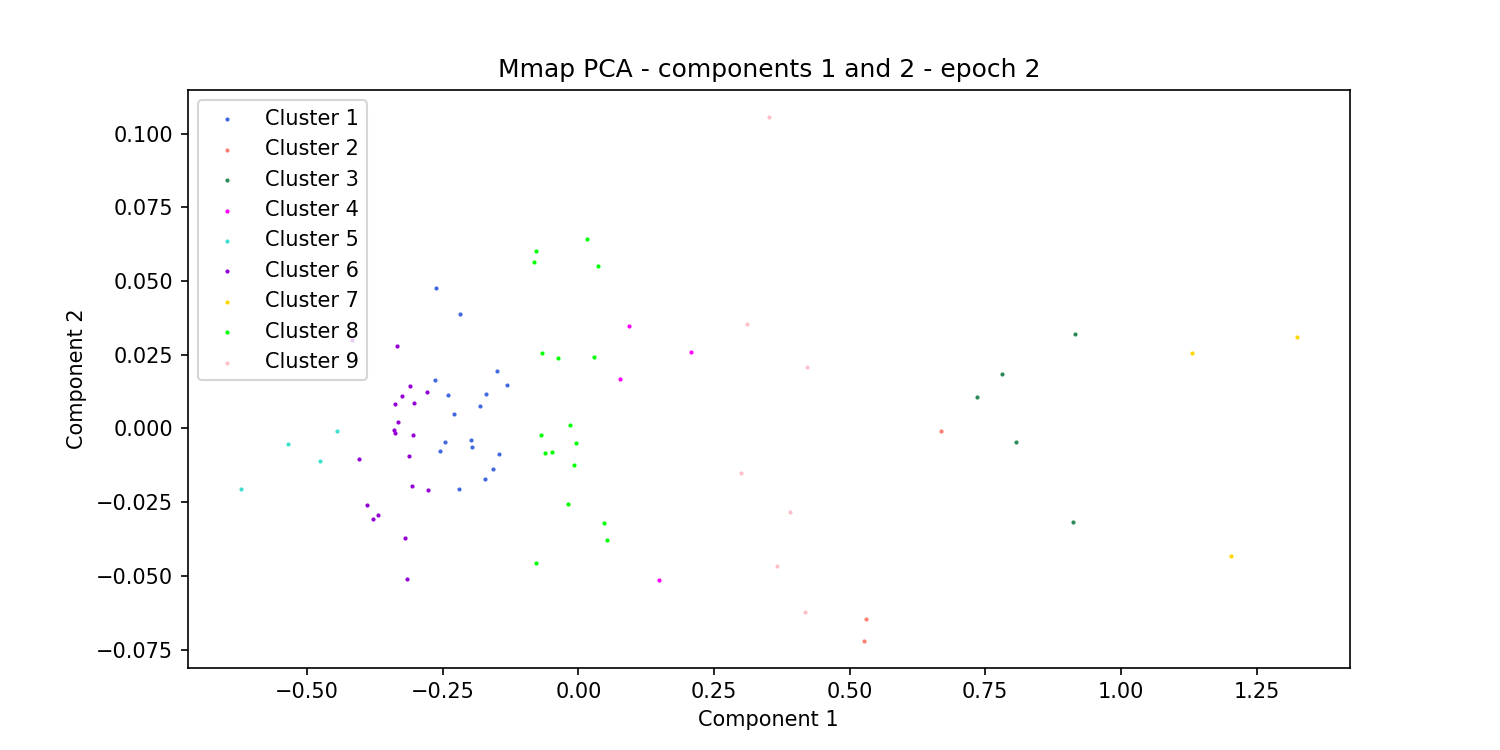 Mmap PCA - components 1 and 2 - epoch 2
Cluster 1
Cluster 2
Cluster 3
Cluster 4
Cluster 5
Cluster 6
Cluster 7
Cluster 8
Cluster 9
Component 2
0.100
0.075
0.050
0.025
0.000
−0.025
−0.050
−0.075
−0.50
−0.25
0.00
0.25
0.50
0.75
1.00
1.25
Component 1